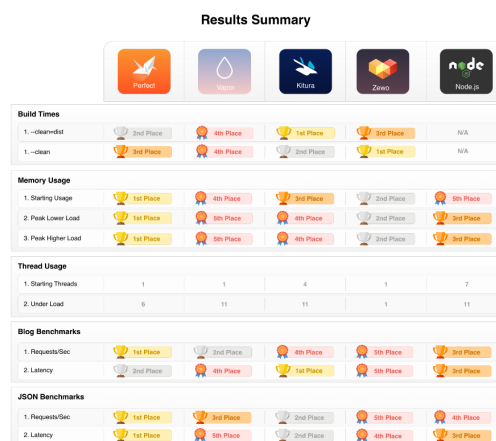 Results Summary
Perfect Vapor Kitura Zewo node Node.js
Build Times
1. --clean=dist 2nd Place 4th Place 1st Place 3rd Place N/A
1. --clean 3rd Place 4th Place 2nd Place 1st Place N/A
Memory Usage
1. Starting Usage 1st Place 4th Place 3rd Place 2nd Place 5th Place
2. Peak Lower Load 1st Place 5th Place 4th Place 2nd Place 3rd Place
3. Peak Higher Load 1st Place 5th Place 4th Place 2nd Place 3rd Place
Thread Usage
1. Starting Threads 1 1 4 1 7
2. Under Load 6 11 11 1 11
Blog Benchmarks
1. Requests/Sec 1st Place 2nd Place 4th Place 5th Place 3rd Place
2. Latency 2nd Place 4th Place 1st Place 5th Place 3rd Place
JSON Benchmarks
1. Requests/Sec 1st Place 3rd Place 2nd Place 5th Place 4th Place
2. Latency 1st Place 5th Place 2nd Place 4th Place 3rd Place